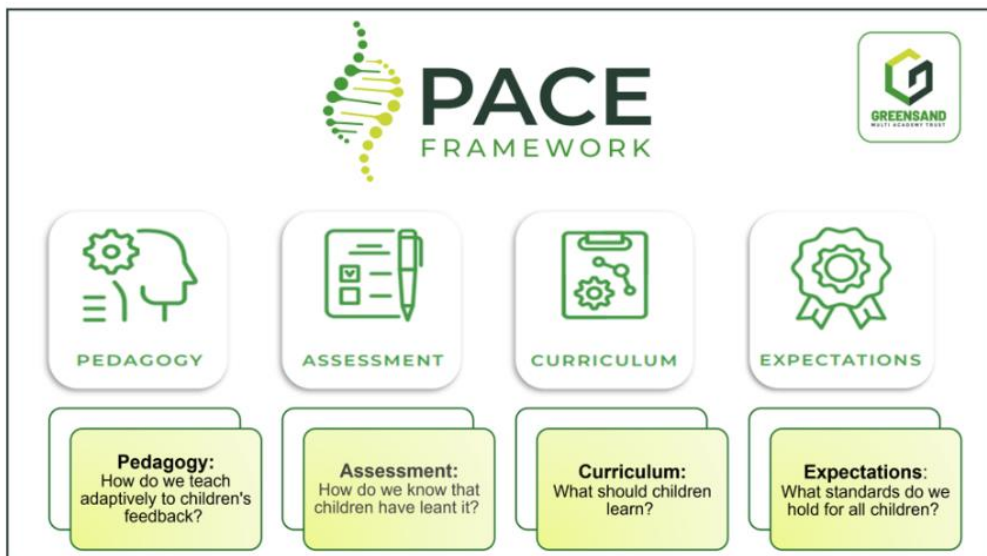 PACE
FRAMEWORK
GREENSAND
MULTI ACADEMY TRUST
PEDAGOGY
ASSESSMENT
CURRICULUM
EXPECTATIONS
Pedagogy:
How do we teach
adaptively to children's
feedback?
Assessment:
How do we know that
children have leant it?
Curriculum:
What should children
learn?
Expectations:
What standards do we
hold for all children?